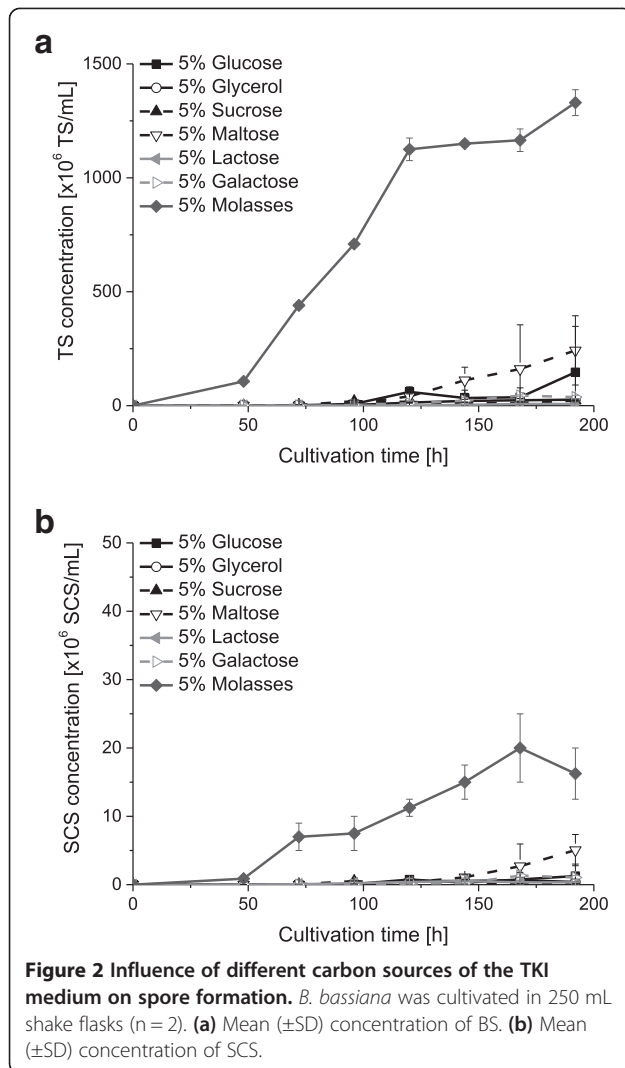 a
1500
1000
500
0
TS concentration [x10⁶ TS/mL]
5% Glucose
5% Glycerol
5% Sucrose
5% Maltose
5% Lactose
5% Galactose
5% Molasses
0 50 100 150 200
Cultivation time [h]
b
50
40
30
20
10
0
SCS concentration [x10⁶ SCS/mL]
5% Glucose
5% Glycerol
5% Sucrose
5% Maltose
5% Lactose
5% Galactose
5% Molasses
0 50 100 150 200
Cultivation time [h]
Figure 2 Influence of different carbon sources of the TKI
medium on spore formation. B. bassiana was cultivated in 250 mL
shake flasks (n = 2). (a) Mean (±SD) concentration of BS. (b) Mean
(±SD) concentration of SCS.